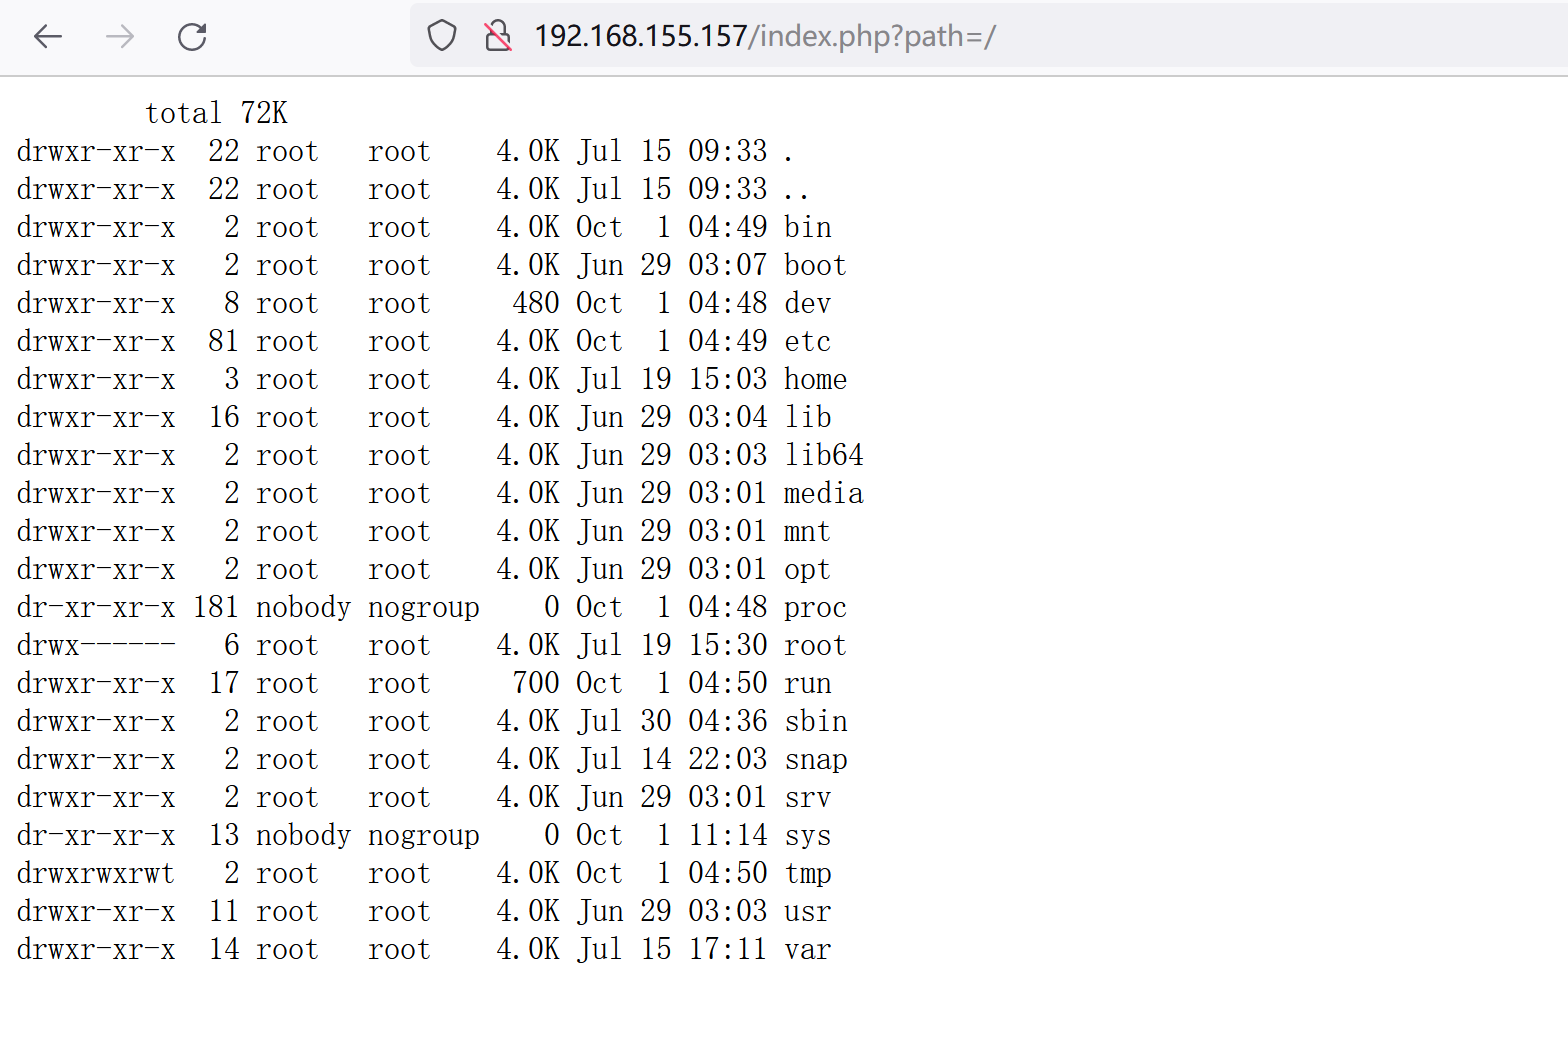 192.168.155.157/index.php?path=/
total 72K
drwxr-xr-x  22 root   root    4.0K Jul 15 09:33 .
drwxr-xr-x  22 root   root    4.0K Jul 15 09:33 ..
drwxr-xr-x   2 root   root    4.0K Oct  1 04:49 bin
drwxr-xr-x   2 root   root    4.0K Jun 29 03:07 boot
drwxr-xr-x   8 root   root     480 Oct  1 04:48 dev
drwxr-xr-x  81 root   root    4.0K Oct  1 04:49 etc
drwxr-xr-x   3 root   root    4.0K Jul 19 15:03 home
drwxr-xr-x  16 root   root    4.0K Jun 29 03:04 lib
drwxr-xr-x   2 root   root    4.0K Jun 29 03:03 lib64
drwxr-xr-x   2 root   root    4.0K Jun 29 03:01 media
drwxr-xr-x   2 root   root    4.0K Jun 29 03:01 mnt
drwxr-xr-x   2 root   root    4.0K Jun 29 03:01 opt
dr-xr-xr-x 181 nobody nogroup    0 Oct  1 04:48 proc
drwx------   6 root   root    4.0K Jul 19 15:30 root
drwxr-xr-x  17 root   root     700 Oct  1 04:50 run
drwxr-xr-x   2 root   root    4.0K Jul 30 04:36 sbin
drwxr-xr-x   2 root   root    4.0K Jul 14 22:03 snap
drwxr-xr-x   2 root   root    4.0K Jun 29 03:01 srv
dr-xr-xr-x  13 nobody nogroup    0 Oct  1 11:14 sys
drwxrwxrwt   2 root   root    4.0K Oct  1 04:50 tmp
drwxr-xr-x  11 root   root    4.0K Jun 29 03:03 usr
drwxr-xr-x  14 root   root    4.0K Jul 15 17:11 var